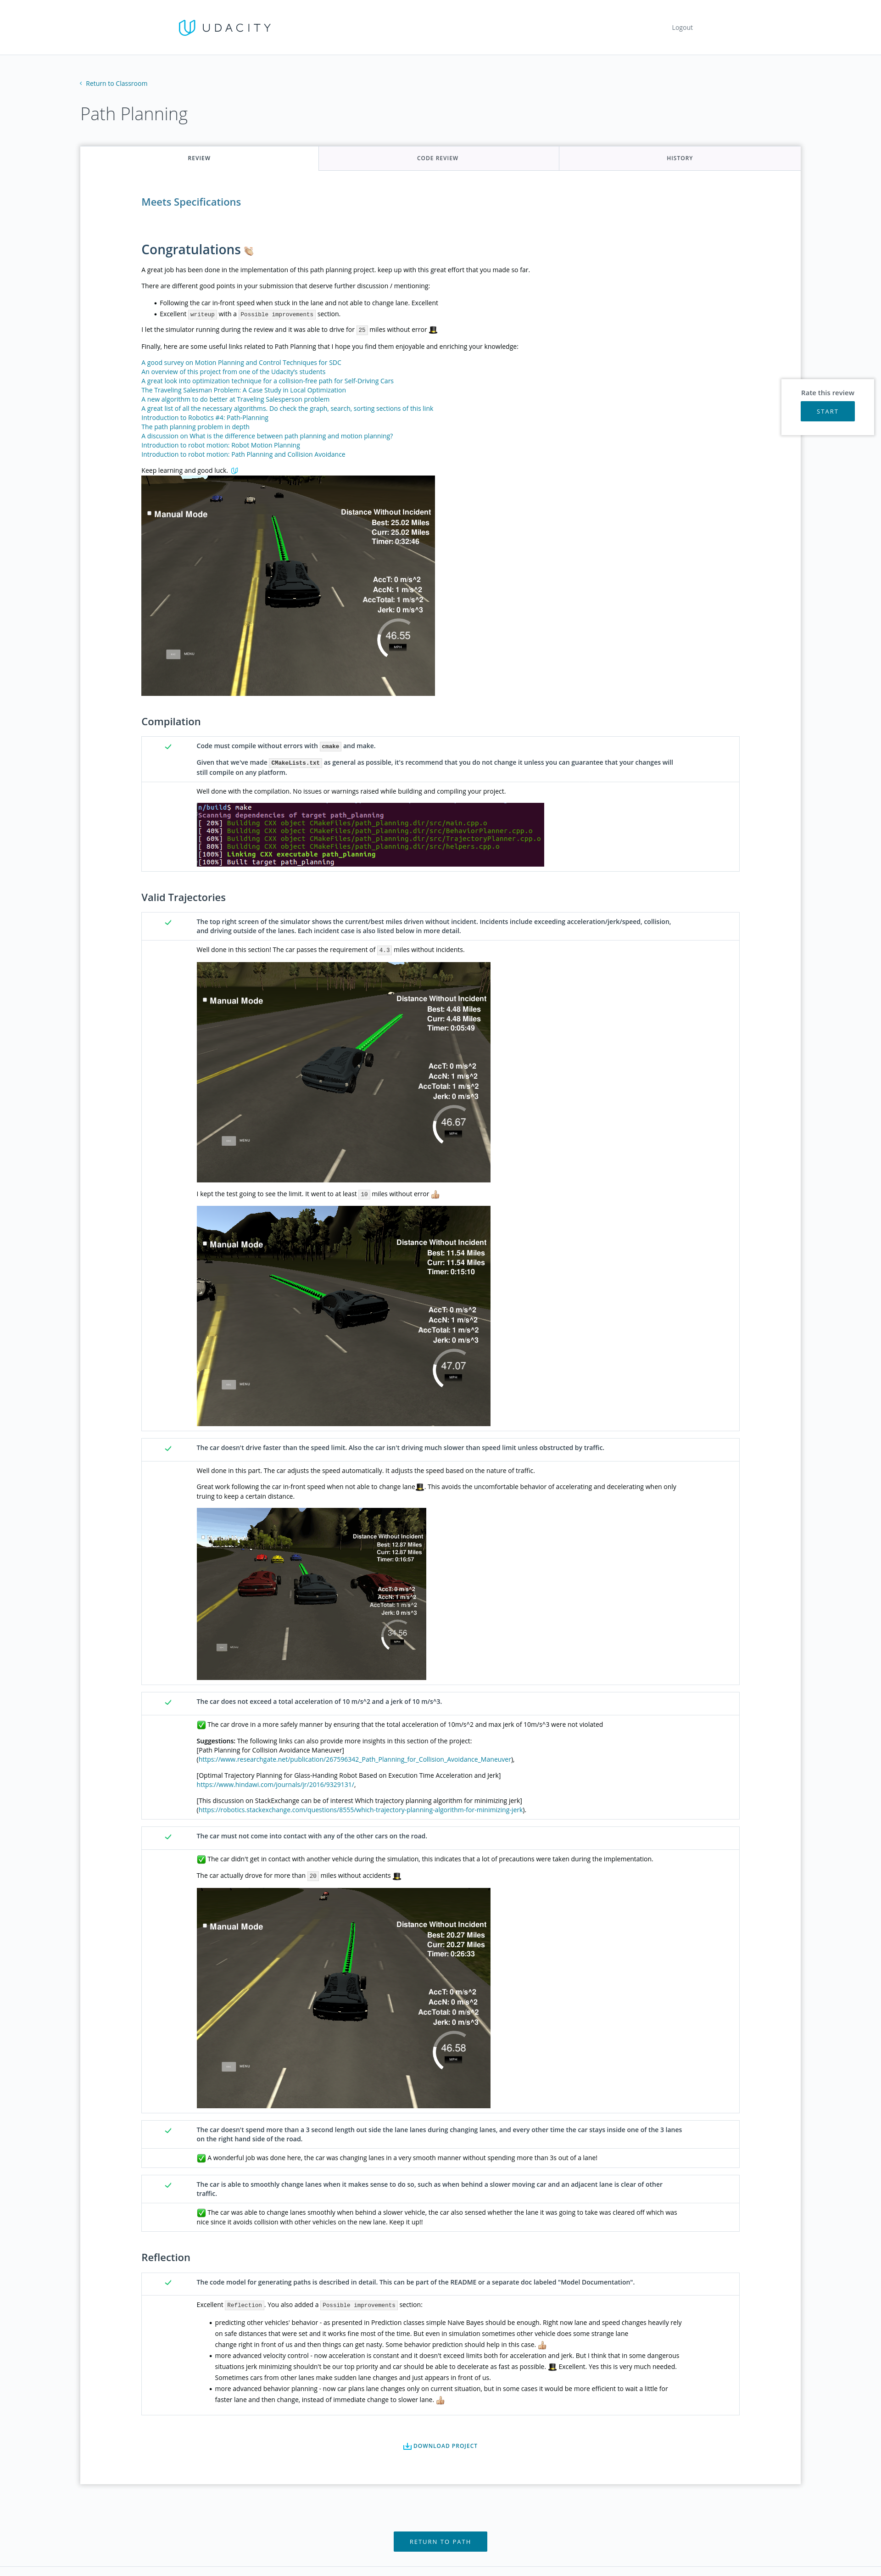 UDACITY
Logout
Return to Classroom
Path Planning
REVIEW
CODE REVIEW
HISTORY
Meets Specifications
Congratulations
A great job has been done in the implementation of this path planning project. keep up with this great effort that you made so far.
There are different good points in your submission that deserve further discussion / mentioning:
Following the car in-front speed when stuck in the lane and not able to change lane. Excellent
Excellent writeup with a Possible improvements section.
I let the simulator running during the review and it was able to drive for 25 miles without error
Finally, here are some useful links related to Path Planning that I hope you find them enjoyable and enriching your knowledge:
A good survey on Motion Planning and Control Techniques for SDC
An overview of this project from one of the Udacity's students
A great look into optimization technique for a collision-free path for Self-Driving Cars
The Traveling Salesman Problem: A Case Study in Local Optimization
A new algorithm to do better at Traveling Salesperson problem
A great list of all the necessary algorithms. Do check the graph, search, sorting sections of this link
Introduction to Robotics #4: Path-Planning
The path planning problem in depth
A discussion on What is the difference between path planning and motion planning?
Introduction to robot motion: Robot Motion Planning
Introduction to robot motion: Path Planning and Collision Avoidance
Rate this review
START
Keep learning and good luck.
Manual Mode
Distance Without Incident
Best: 25.02 Miles
Curr: 25.02 Miles
Timer: 0:32:46
AccT: 0 m/s^2
AccN: 1 m/s^2
AccTotal: 1 m/s^2
Jerk: 0 m/s^3
46.55
MPH
MENU
Compilation
Code must compile without errors with cmake and make.
Given that we've made CMakeLists.txt as general as possible, it's recommend that you do not change it unless you can guarantee that your changes will
still compile on any platform.
Well done with the compilation. No issues or warnings raised while building and compiling your project.
n/build$ make
Scanning dependencies of target path_planning
[ 20%] Building CXX object CMakeFiles/path_planning.dir/src/main.cpp.o
[ 40%] Building CXX object CMakeFiles/path_planning.dir/src/BehaviorPlanner.cpp.o
[ 60%] Building CXX object CMakeFiles/path_planning.dir/src/TrajectoryPlanner.cpp.o
[ 80%] Building CXX object CMakeFiles/path_planning.dir/src/helpers.cpp.o
[100%] Linking CXX executable path_planning
[100%] Built target path_planning
Valid Trajectories
The top right screen of the simulator shows the current/best miles driven without incident. Incidents include exceeding acceleration/jerk/speed, collision,
and driving outside of the lanes. Each incident case is also listed below in more detail.
Well done in this section! The car passes the requirement of 4.3 miles without incidents.
Manual Mode
Distance Without Incident
Best: 4.48 Miles
Curr: 4.48 Miles
Timer: 0:05:49
AccT: 0 m/s^2
AccN: 1 m/s^2
AccTotal: 1 m/s^2
Jerk: 0 m/s^3
46.67
MPH
MENU
I kept the test going to see the limit. It went to at least 10 miles without error
Manual Mode
Distance Without Incident
Best: 11.54 Miles
Curr: 11.54 Miles
Timer: 0:15:10
AccT: 0 m/s^2
AccN: 1 m/s^2
AccTotal: 1 m/s^2
Jerk: 0 m/s^3
47.07
MPH
MENU
The car doesn't drive faster than the speed limit. Also the car isn't driving much slower than speed limit unless obstructed by traffic.
Well done in this part. The car adjusts the speed automatically. It adjusts the speed based on the nature of traffic.
Great work following the car in-front speed when not able to change lane. This avoids the uncomfortable behavior of accelerating and decelerating when only
truing to keep a certain distance.
Distance Without Incident
Best: 12.87 Miles
Curr: 12.87 Miles
Timer: 0:16:57
AccT: 0 m/s^2
AccN: 1 m/s^2
AccTotal: 1 m/s^2
Jerk: 0 m/s^3
34.56
MPH
MENU
The car does not exceed a total acceleration of 10 m/s^2 and a jerk of 10 m/s^3.
The car drove in a more safely manner by ensuring that the total acceleration of 10m/s^2 and max jerk of 10m/s^3 were not violated
Suggestions: The following links can also provide more insights in this section of the project:
[Path Planning for Collision Avoidance Maneuver]
(https://www.researchgate.net/publication/267596342_Path_Planning_for_Collision_Avoidance_Maneuver),
[Optimal Trajectory Planning for Glass-Handing Robot Based on Execution Time Acceleration and Jerk]
https://www.hindawi.com/journals/jr/2016/9329131/,
[This discussion on StackExchange can be of interest Which trajectory planning algorithm for minimizing jerk]
(https://robotics.stackexchange.com/questions/8555/which-trajectory-planning-algorithm-for-minimizing-jerk).
The car must not come into contact with any of the other cars on the road.
The car didn't get in contact with another vehicle during the simulation, this indicates that a lot of precautions were taken during the implementation.
The car actually drove for more than 20 miles without accidents
Manual Mode
Distance Without Incident
Best: 20.27 Miles
Curr: 20.27 Miles
Timer: 0:26:33
AccT: 0 m/s^2
AccN: 0 m/s^2
AccTotal: 0 m/s^2
Jerk: 0 m/s^3
46.58
MPH
MENU
The car doesn't spend more than a 3 second length out side the lane lanes during changing lanes, and every other time the car stays inside one of the 3 lanes
on the right hand side of the road.
A wonderful job was done here, the car was changing lanes in a very smooth manner without spending more than 3s out of a lane!
The car is able to smoothly change lanes when it makes sense to do so, such as when behind a slower moving car and an adjacent lane is clear of other
traffic.
The car was able to change lanes smoothly when behind a slower vehicle, the car also sensed whether the lane it was going to take was cleared off which was
nice since it avoids collision with other vehicles on the new lane. Keep it up!!
Reflection
The code model for generating paths is described in detail. This can be part of the README or a separate doc labeled "Model Documentation".
Excellent Reflection. You also added a Possible improvements section:
predicting other vehicles' behavior - as presented in Prediction classes simple Naive Bayes should be enough. Right now lane and speed changes heavily rely
on safe distances that were set and it works fine most of the time. But even in simulation sometimes other vehicle does some strange lane
change right in front of us and then things can get nasty. Some behavior prediction should help in this case.
more advanced velocity control - now acceleration is constant and it doesn't exceed limits both for acceleration and jerk. But I think that in some dangerous
situations jerk minimizing shouldn't be our top priority and car should be able to decelerate as fast as possible. Excellent. Yes this is very much needed.
Sometimes cars from other lanes make sudden lane changes and just appears in front of us.
more advanced behavior planning - now car plans lane changes only on current situation, but in some cases it would be more efficient to wait a little for
faster lane and then change, instead of immediate change to slower lane.
DOWNLOAD PROJECT
RETURN TO PATH